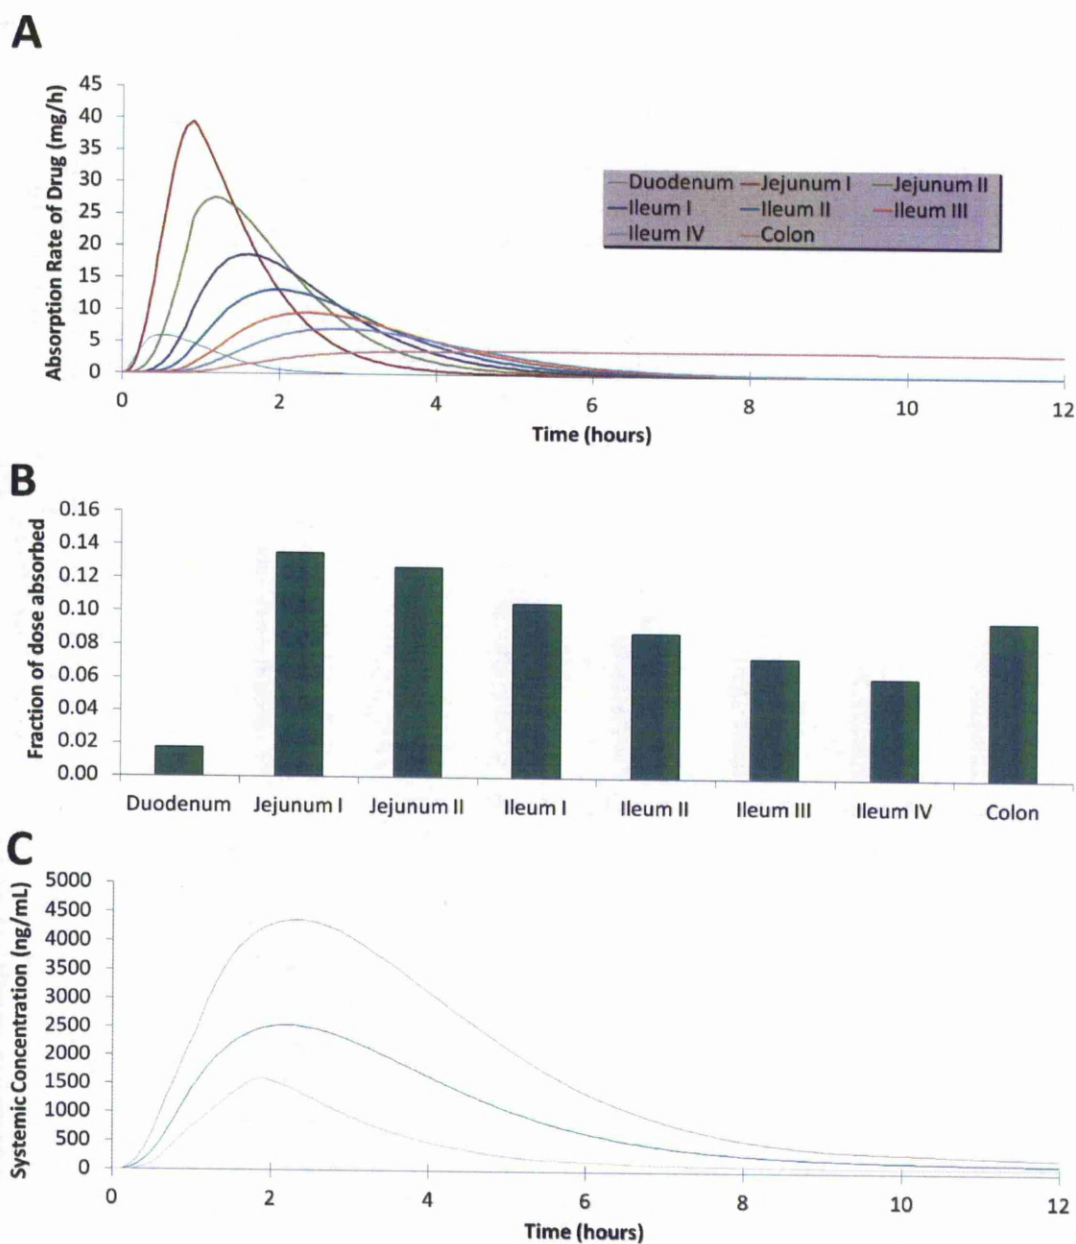 A
Absorption Rate of Drug (mg/h)
45
40
35
30
25
20
15
10
5
0
Duodenum Jejunum I Jejunum II
Ileum I Ileum II Ileum III
Ileum IV Colon
0 2 4 6 8 10 12
Time (hours)
B
Fraction of dose absorbed
0.16
0.14
0.12
0.10
0.08
0.06
0.04
0.02
0.00
Duodenum Jejunum I Jejunum II Ileum I Ileum II Ileum III Ileum IV Colon
C
Systemic Concentration (ng/mL)
5000
4500
4000
3500
3000
2500
2000
1500
1000
500
0
0 2 4 6 8 10 12
Time (hours)